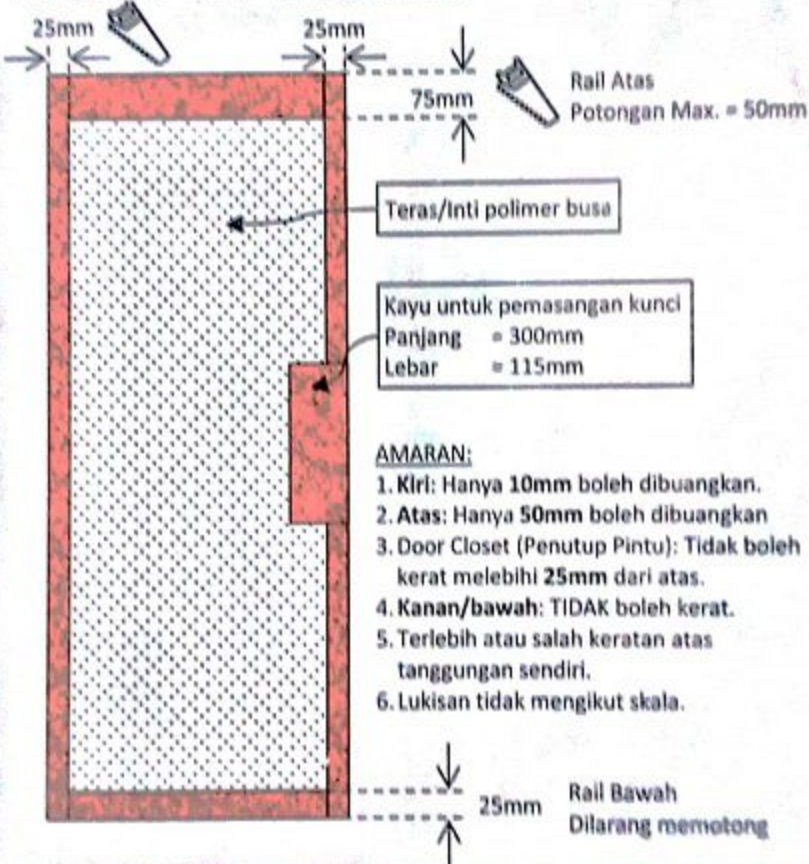 25mm
25mm
75mm
Rail Atas
Potongan Max. = 50mm
Teras/Inti polimer busa
Kayu untuk pemasangan kunci
Panjang = 300mm
Lebar = 115mm
AMARAN:
1. Kiri: Hanya 10mm boleh dibuangkan.
2. Atas: Hanya 50mm boleh dibuangkan
3. Door Closet (Penutup Pintu): Tidak boleh
kerat melebihi 25mm dari atas.
4. Kanan/bawah: TIDAK boleh kerat.
5. Terlebih atau salah keratan atas
tanggungan sendiri.
6. Lukisan tidak mengikut skala.
25mm
Rail Bawah
Dilarang memotong